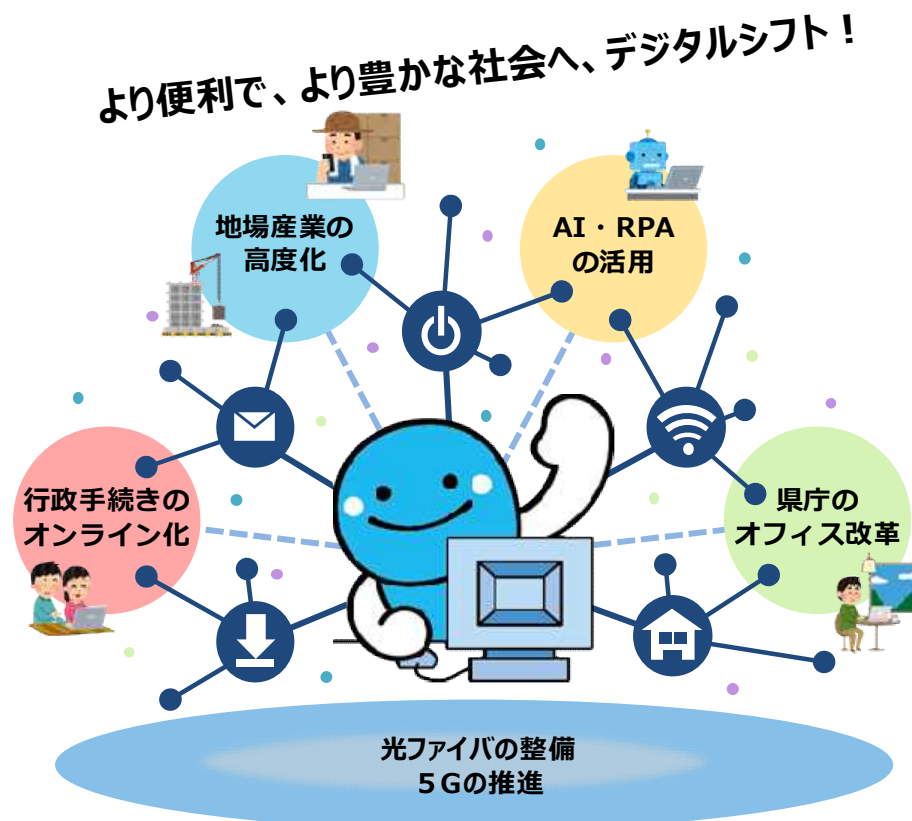 より便利で、より豊かな社会へ、デジタルシフト！
地場産業の
高度化
AI・RPA
の活用
行政手続きの
オンライン化
県庁の
オフィス改革
光ファイバの整備
５Gの推進